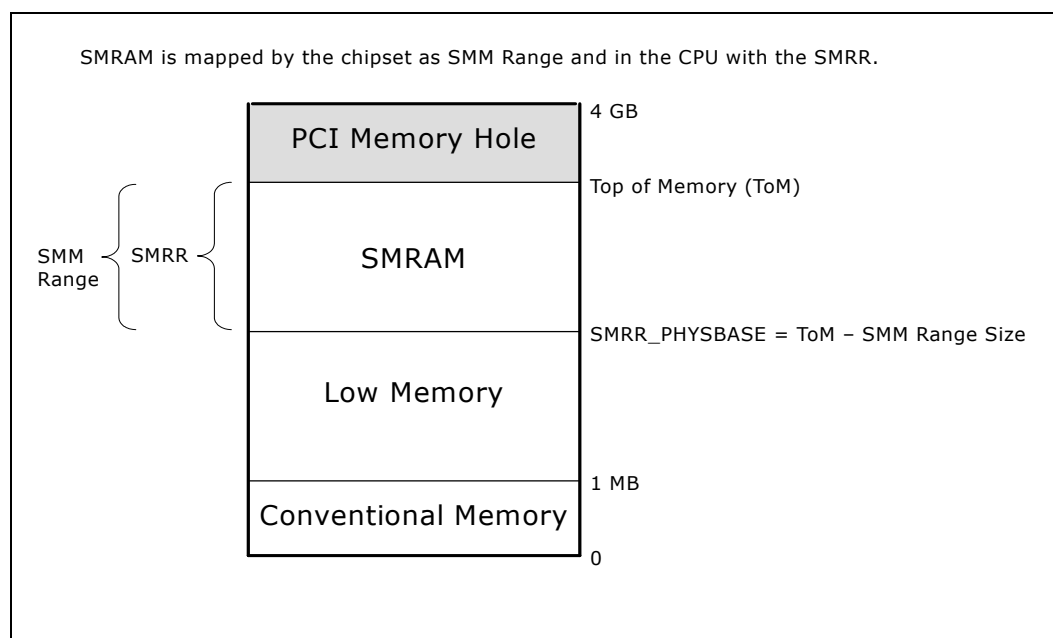 SMRAM is mapped by the chipset as SMM Range and in the CPU with the SMRR.
4 GB
PCI Memory Hole
Top of Memory (ToM)
SMM
Range
SMRR
SMRAM
SMRR_PHYSBASE = ToM – SMM Range Size
Low Memory
1 MB
Conventional Memory
0